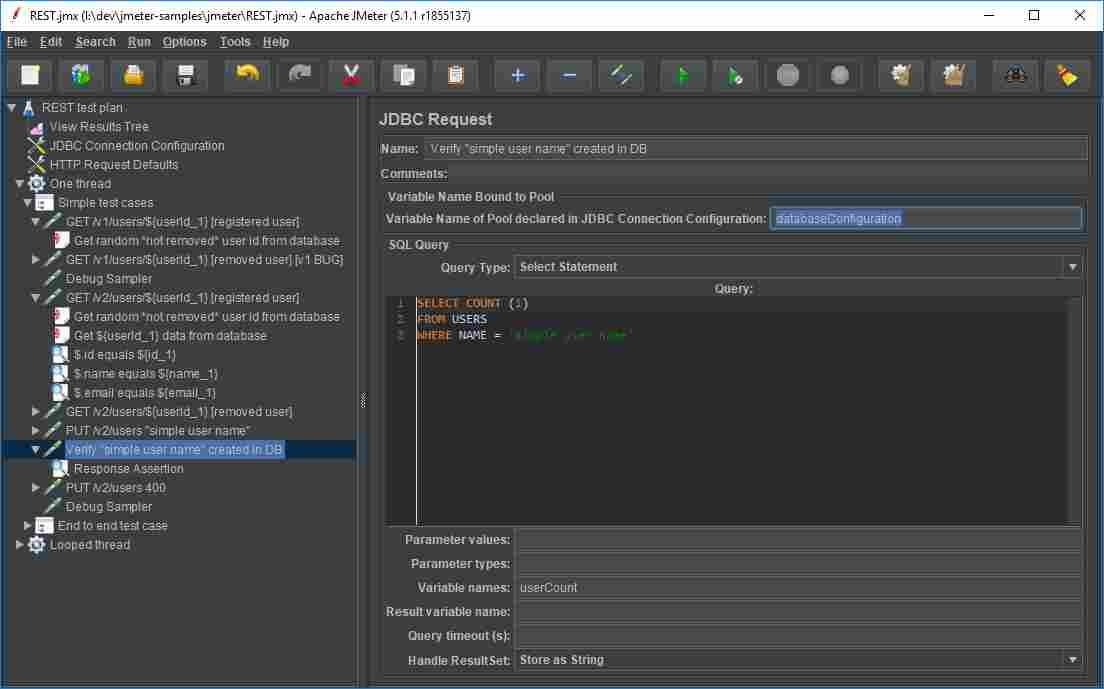 REST.jmx (I:\dev\jmeter-samples\jmeter\REST.jmx) - Apache JMeter (5.1.1 r1855137)
File Edit Search Run Options Tools Help
REST test plan
View Results Tree
JDBC Connection Configuration
HTTP Request Defaults
One thread
Simple test cases
GET /v1/users/${userId_1} [registered user]
Get random "not removed" user id from database
GET /v1/users/${userId_1} [removed user] [v1 BUG]
Debug Sampler
GET /v2/users/${userId_1} [registered user]
Get random "not removed" user id from database
Get ${userId_1} data from database
$.id equals ${id_1}
$.name equals ${name_1}
$.email equals ${email_1}
GET /v2/users/${userId_1} [removed user]
PUT /v2/users "simple user name"
Verify "simple user name" created in DB
Response Assertion
PUT /v2/users 400
Debug Sampler
End to end test case
Looped thread
JDBC Request
Name: Verify "simple user name" created in DB
Comments:
Variable Name Bound to Pool
Variable Name of Pool declared in JDBC Connection Configuration: databaseConfiguration
SQL Query
Query Type: Select Statement
Query:
1 SELECT COUNT (1)
2 FROM USERS
3 WHERE NAME = 'simple user name'
Parameter values:
Parameter types:
Variable names: userCount
Result variable name:
Query timeout (s):
Handle ResultSet: Store as String